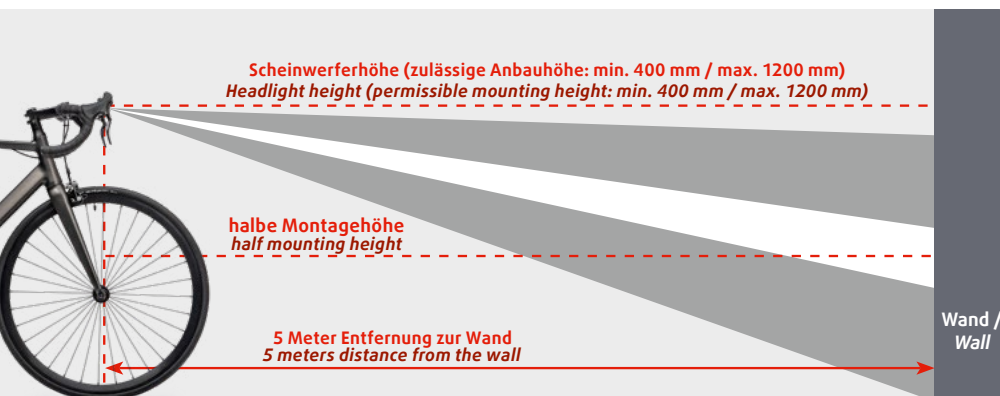 Scheinwerferhöhe (zulässige Anbauhöhe: min. 400 mm / max. 1200 mm)
Headlight height (permissible mounting height: min. 400 mm / max. 1200 mm)
halbe Montagehöhe
half mounting height
5 Meter Entfernung zur Wand
5 meters distance from the wall
Wand /
Wall